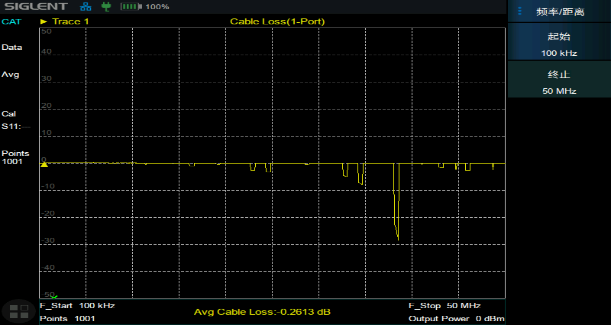 SIGLENT 100%
CAT
Trace 1
Cable Loss(1-Port)
频率/距离
Data
起始
100 kHz
Avg
终止
50 MHz
Cal
S11:--
Points
1001
50
40
30
20
10
0
-10
-20
-30
-40
-50
F_Start 100 kHz
F_Stop 50 MHz
Points 1001
Avg Cable Loss:-0.2613 dB
Output Power 0 dBm